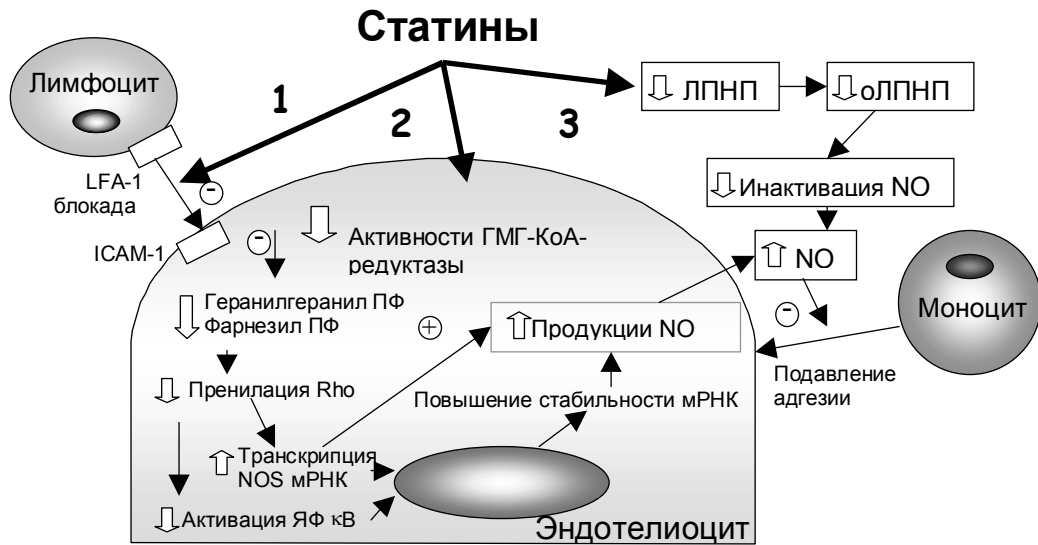 Статины
Лимфоцит
1
2
3
ЛПНП
оЛПНП
LFA-1
блокада
ICAM-1
Инактивация NO
NO
Активности ГМГ-КоА-
редуктазы
Геранилгеранил ПФ
Фарнезил ПФ
Продукции NO
Моноцит
Подавление
адгезии
Пренилация Rho
Повышение стабильности мРНК
Транскрипция
NOS мРНК
Активация ЯФ κВ
Эндотелиоцит